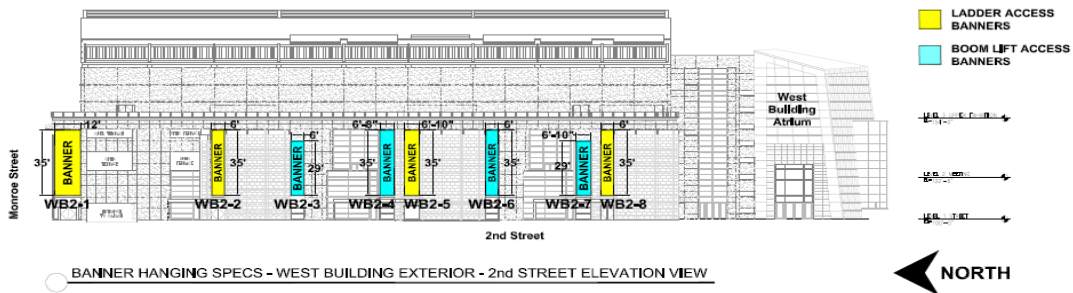 LADDER ACCESS
BANNERS
BOOM LIFT ACCESS
BANNERS
West
Building
Atrium
Monroe Street
12'
35'
BANNER
WB2-1
6'
35'
BANNER
WB2-2
6'
29'
BANNER
WB2-3
6'-8"
35'
BANNER
WB2-4
6'-10"
35'
BANNER
WB2-5
6'
35'
BANNER
WB2-6
6'-10"
29'
BANNER
WB2-7
6'
35'
BANNER
WB2-8
2nd Street
BANNER HANGING SPECS - WEST BUILDING EXTERIOR - 2nd STREET ELEVATION VIEW
NORTH